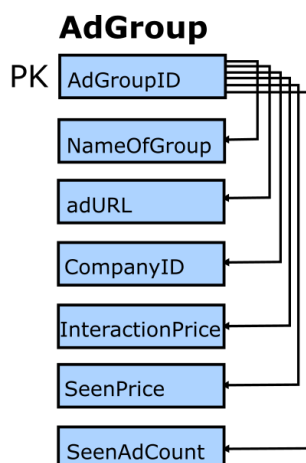 AdGroup
PK AdGroupID
NameOfGroup
adURL
CompanyID
InteractionPrice
SeenPrice
SeenAdCount